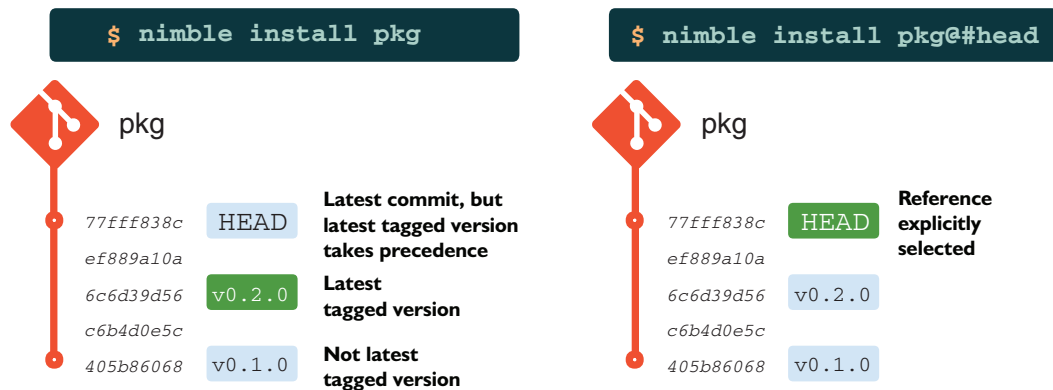 $ nimble install pkg
pkg
77fff838c HEAD Latest commit, but
latest tagged version
takes precedence
ef889a10a
6c6d39d56 v0.2.0 Latest
tagged version
c6b4d0e5c
405b86068 v0.1.0 Not latest
tagged version
$ nimble install pkg@#head
pkg
77fff838c HEAD Reference
explicitly
selected
ef889a10a
6c6d39d56 v0.2.0
c6b4d0e5c
405b86068 v0.1.0